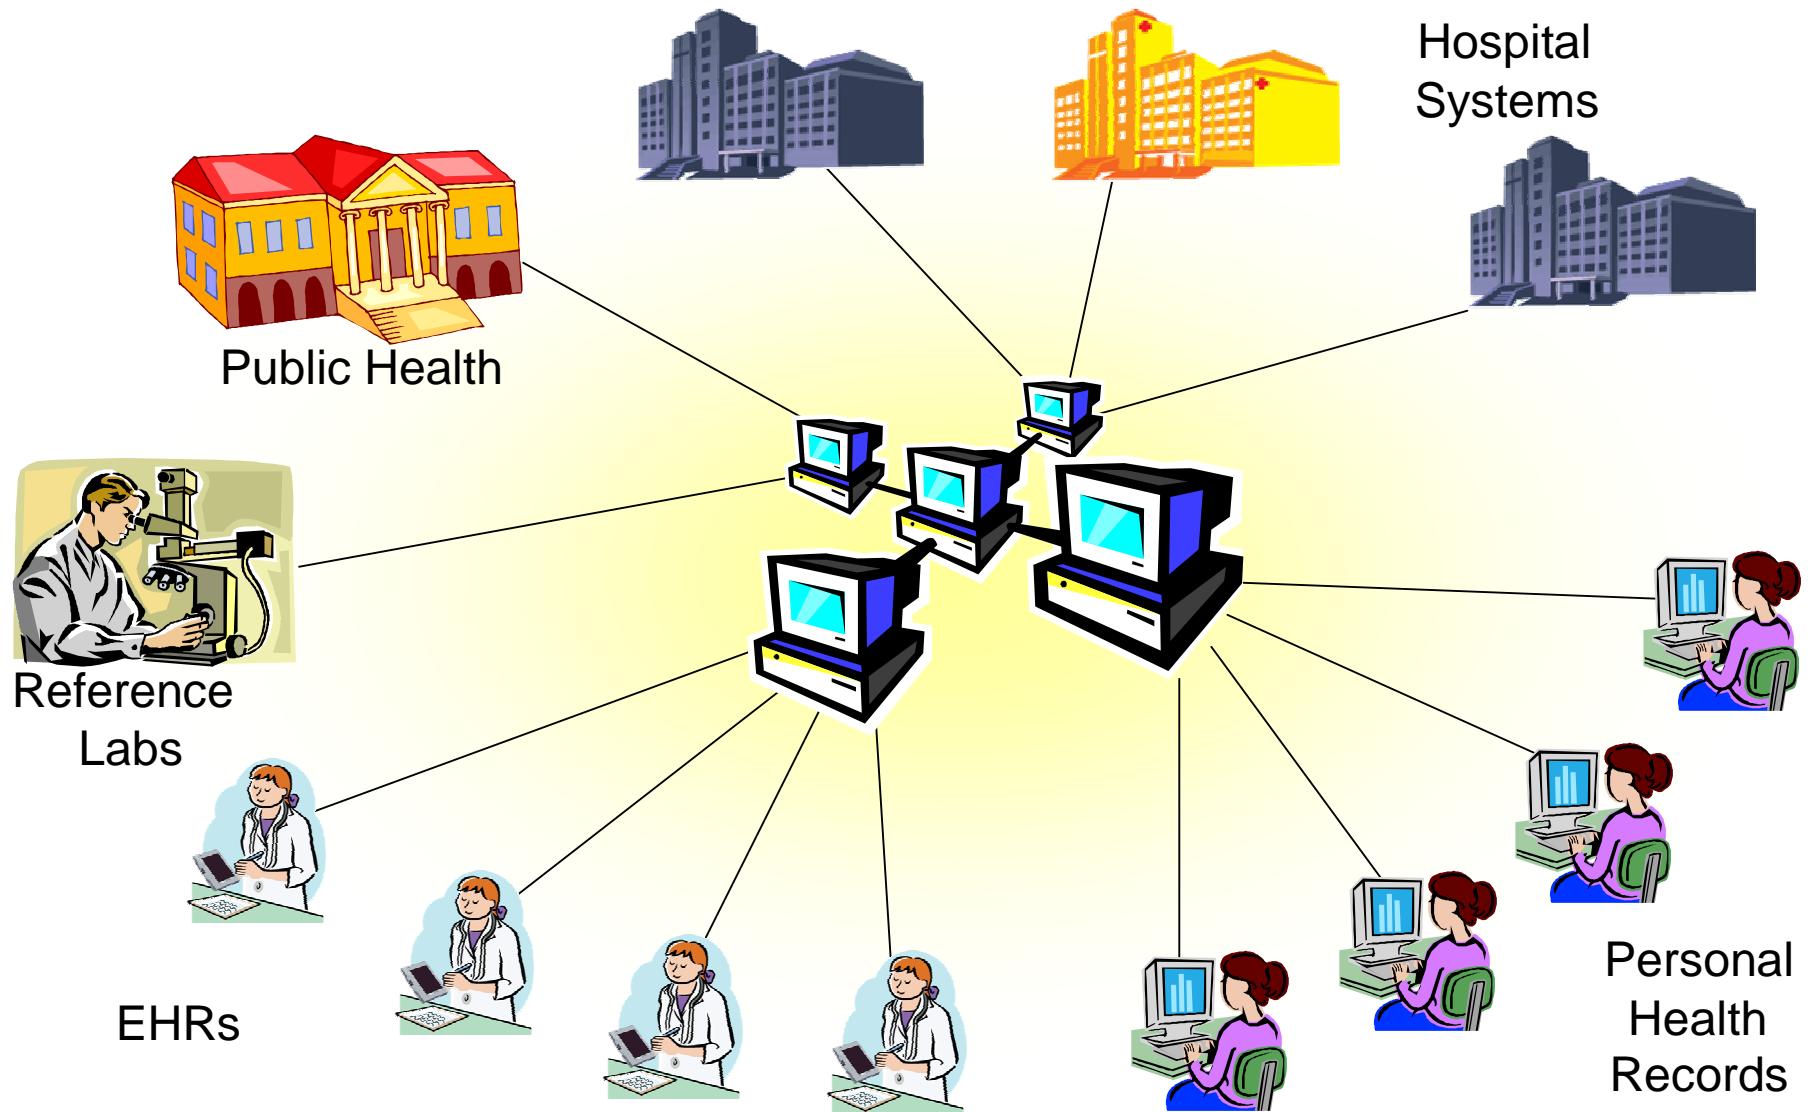 Hospital
Systems
Public Health
Reference
Labs
EHRs
Personal
Health
Records